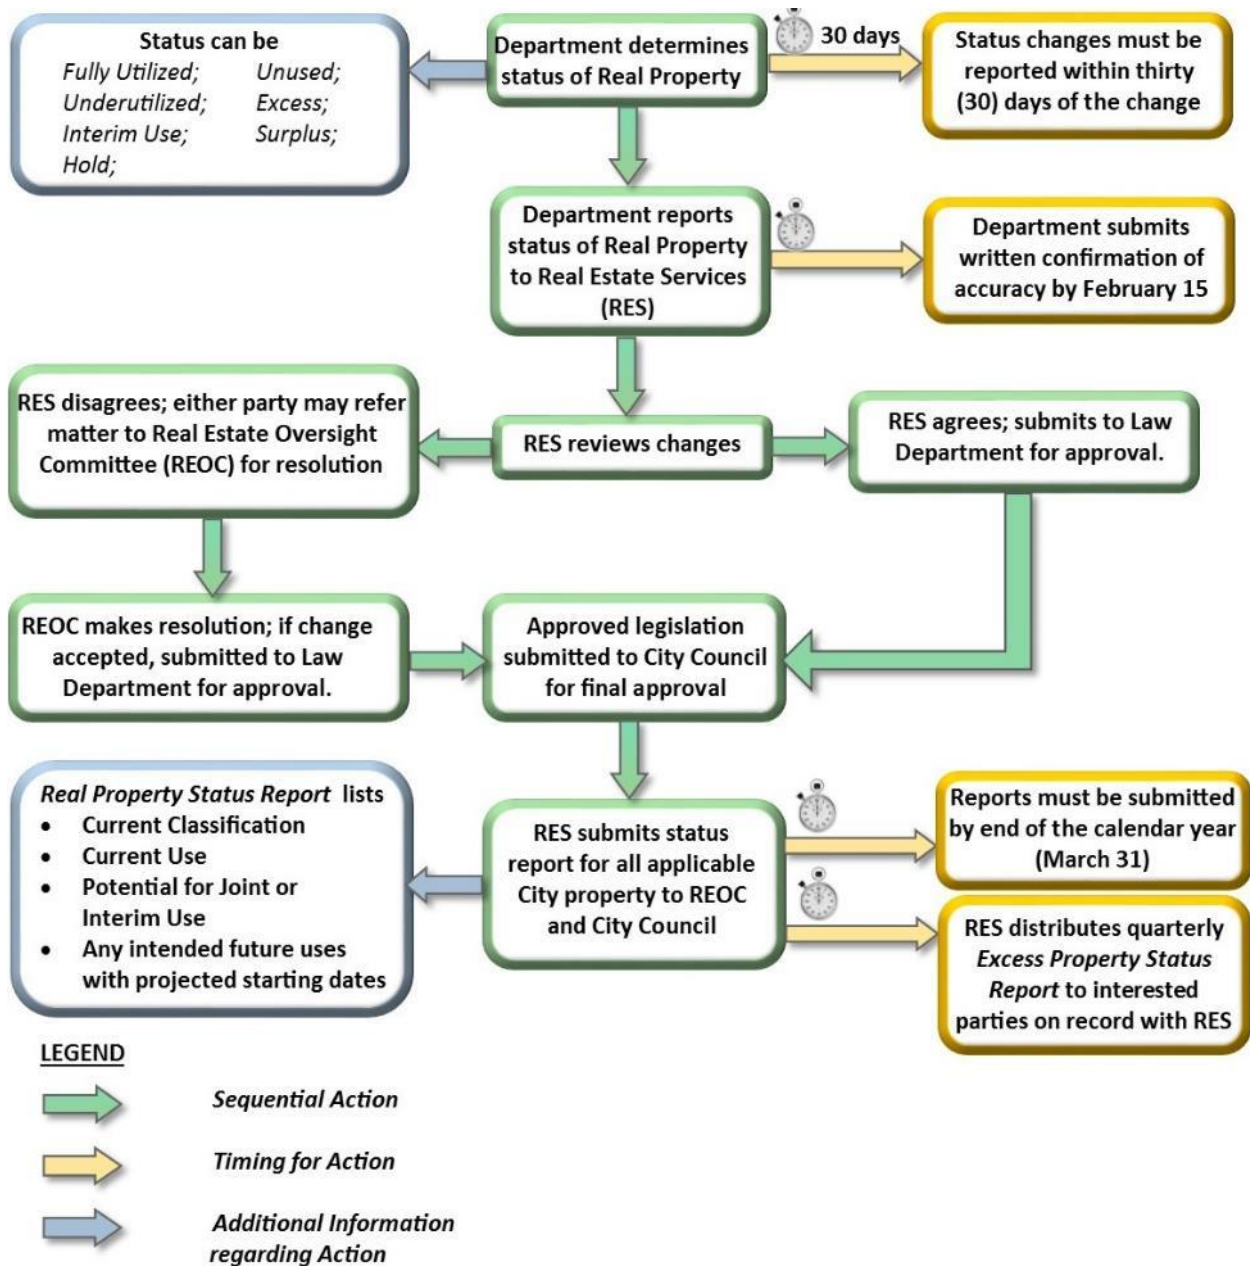 Status can be
Fully Utilized; Unused;
Underutilized; Excess;
Interim Use; Surplus;
Hold;
Department determines
status of Real Property
30 days
Status changes must be
reported within thirty
(30) days of the change
Department reports
status of Real Property
to Real Estate Services
(RES)
Department submits
written confirmation of
accuracy by February 15
RES disagrees; either party may refer
matter to Real Estate Oversight
Committee (REOC) for resolution
RES reviews changes
RES agrees; submits to Law
Department for approval.
REOC makes resolution; if change
accepted, submitted to Law
Department for approval.
Approved legislation
submitted to City Council
for final approval
Real Property Status Report lists
• Current Classification
• Current Use
• Potential for Joint or
Interim Use
• Any intended future uses
with projected starting dates
RES submits status
report for all applicable
City property to REOC
and City Council
Reports must be submitted
by end of the calendar year
(March 31)
RES distributes quarterly
Excess Property Status
Report to interested
parties on record with RES
LEGEND
Sequential Action
Timing for Action
Additional Information
regarding Action